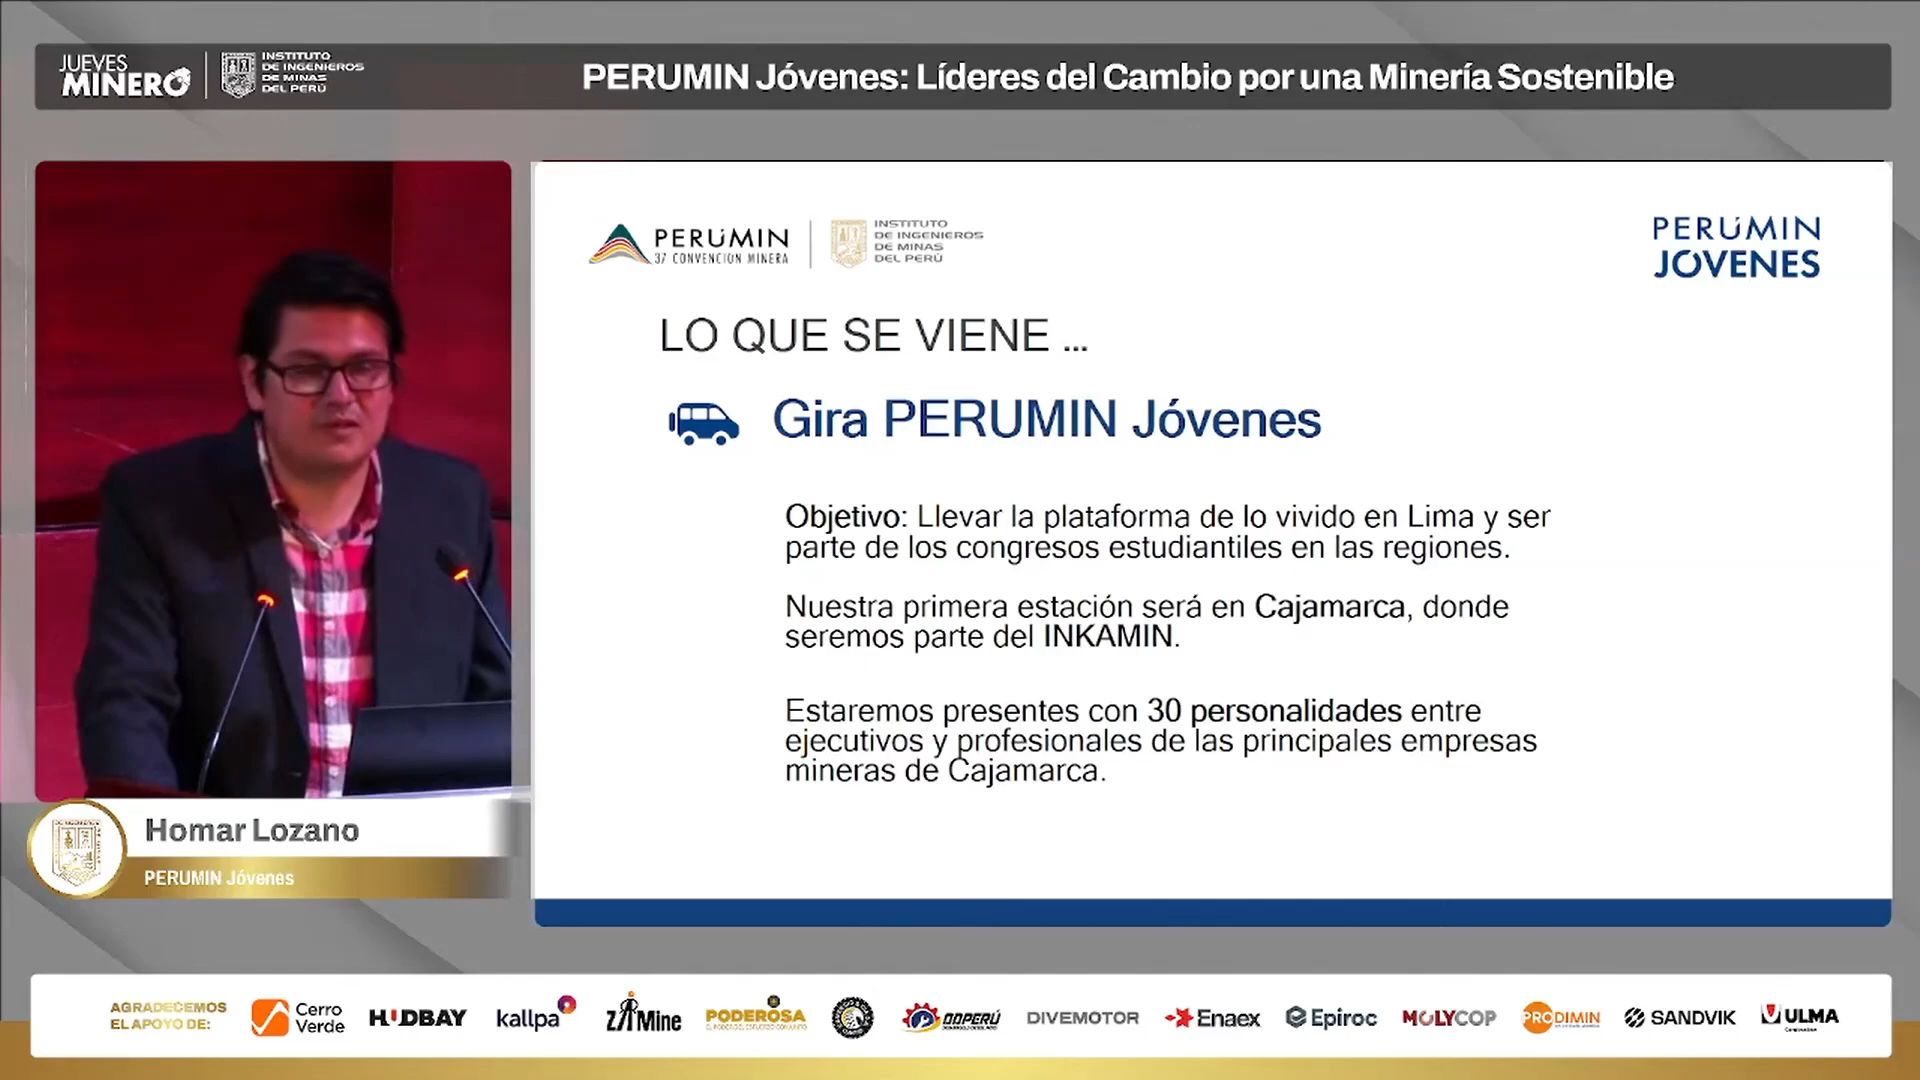 JUEVES
MINERO
INSTITUTO
DE INGENIEROS
DE MINAS
DEL PERÚ
PERUMIN Jóvenes: Líderes del Cambio por una Minería Sostenible
PERÚMIN
37 CONVENCIÓN MINERA
INSTITUTO
DE INGENIEROS
DE MINAS
DEL PERÚ
PERÚMIN
JÓVENES
LO QUE SE VIENE ...
Gira PERUMIN Jóvenes
Objetivo: Llevar la plataforma de lo vivido en Lima y ser
parte de los congresos estudiantiles en las regiones.
Nuestra primera estación será en Cajamarca, donde
seremos parte del INKAMIN.
Estaremos presentes con 30 personalidades entre
ejecutivos y profesionales de las principales empresas
mineras de Cajamarca.
Homar Lozano
PERUMIN Jóvenes
AGRADECEMOS
EL APOYO DE:
Cerro
Verde
HUDBAY
kallpa
Mine
PODEROSA
DIVEMOTOR
Enaex
Epiroc
MOLYCOP
PRODIMIN
SANDVIK
ULMA